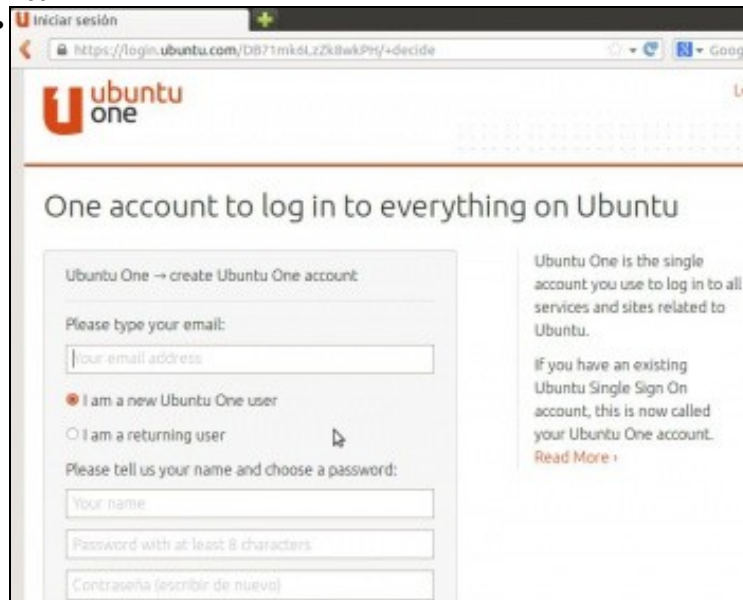 Iniciar sesión
https://login.ubuntu.com/DB71mk6LzZk8wkPH/+decide
Goog
ubuntu
one
One account to log in to everything on Ubuntu
Ubuntu One → create Ubuntu One account
Please type your email:
Your email address
I am a new Ubuntu One user
I am a returning user
Please tell us your name and choose a password:
Your name
Password with at least 8 characters
Contraseña (escribir de nuevo)
Ubuntu One is the single
account you use to log in to all
services and sites related to
Ubuntu.
If you have an existing
Ubuntu Single Sign On
account, this is now called
your Ubuntu One account.
Read More ›